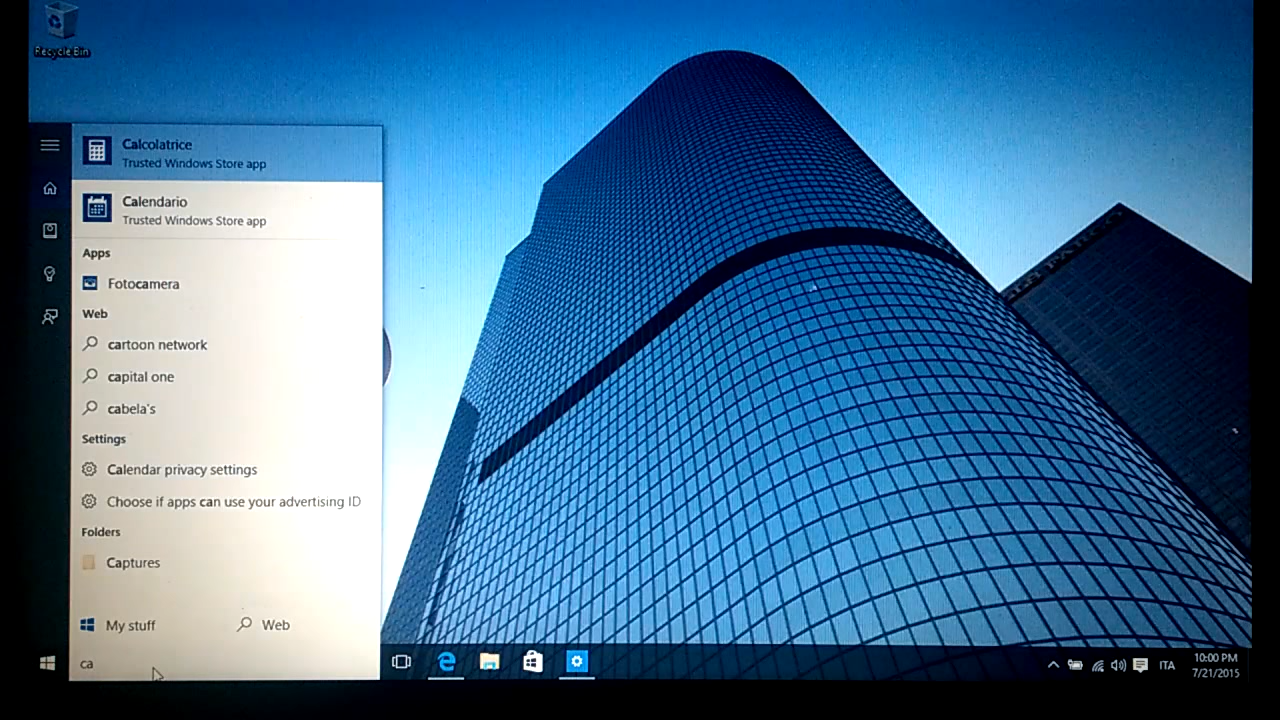 Recycle Bin
Calcolatrice
Trusted Windows Store app
Calendario
Trusted Windows Store app
Apps
Fotocamera
Web
cartoon network
capital one
cabela's
Settings
Calendar privacy settings
Choose if apps can use your advertising ID
Folders
Captures
My stuff
Web
ca
ITA
10:00 PM
7/21/2015